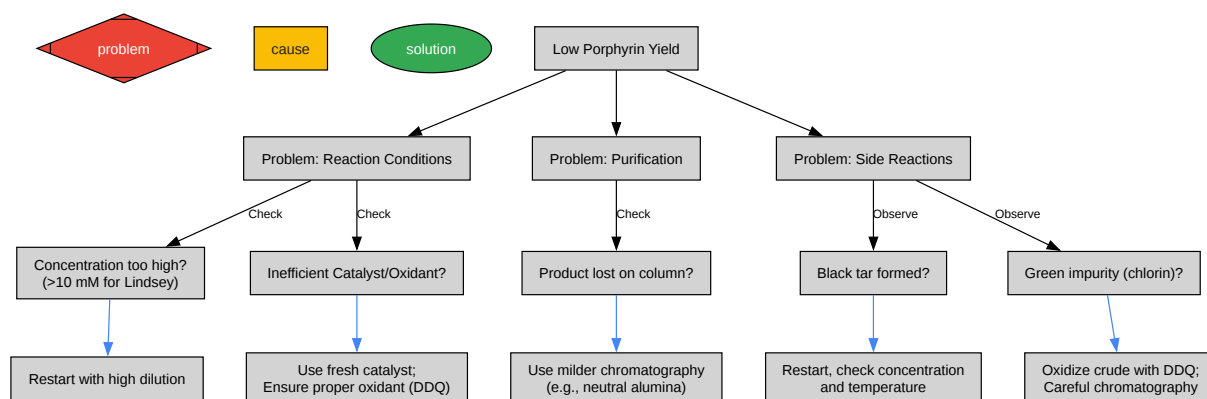 problem
cause
solution
Low Porphyrin Yield
Problem: Reaction Conditions
Problem: Purification
Problem: Side Reactions
Check
Check
Check
Observe
Observe
Concentration too high?
(>10 mM for Lindsey)
Inefficient Catalyst/Oxidant?
Product lost on column?
Black tar formed?
Green impurity (chlorin)?
Restart with high dilution
Use fresh catalyst;
Ensure proper oxidant (DDQ)
Use milder chromatography
(e.g., neutral alumina)
Restart, check concentration
and temperature
Oxidize crude with DDQ;
Careful chromatography